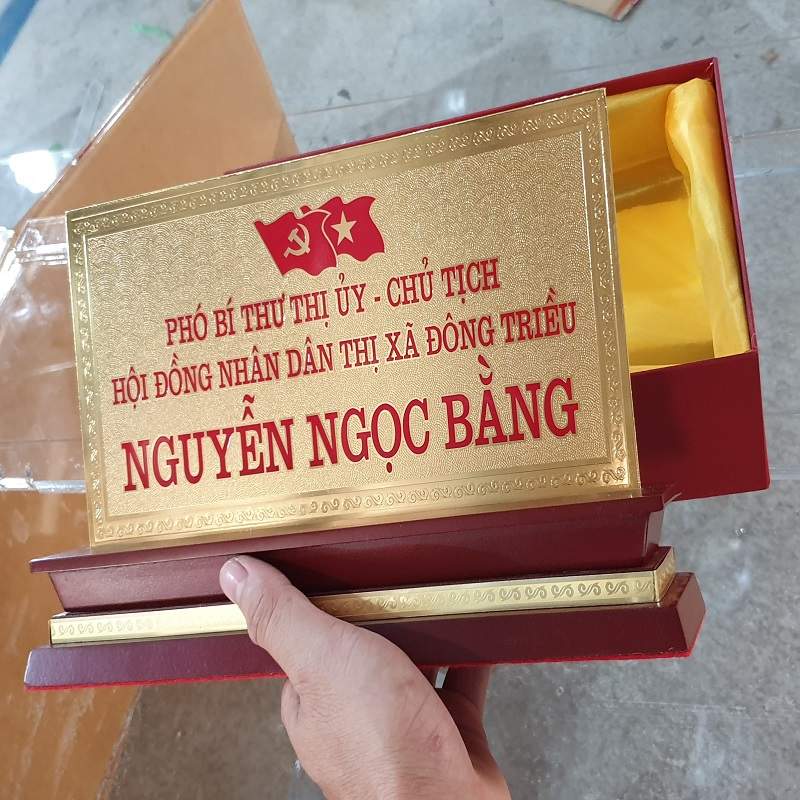 PHÓ BÍ THƯ THỊ ỦY - CHỦ TỊCH
HỘI ĐỒNG NHÂN DÂN THỊ XÃ ĐÔNG TRIỀU
NGUYỄN NGỌC BẰNG